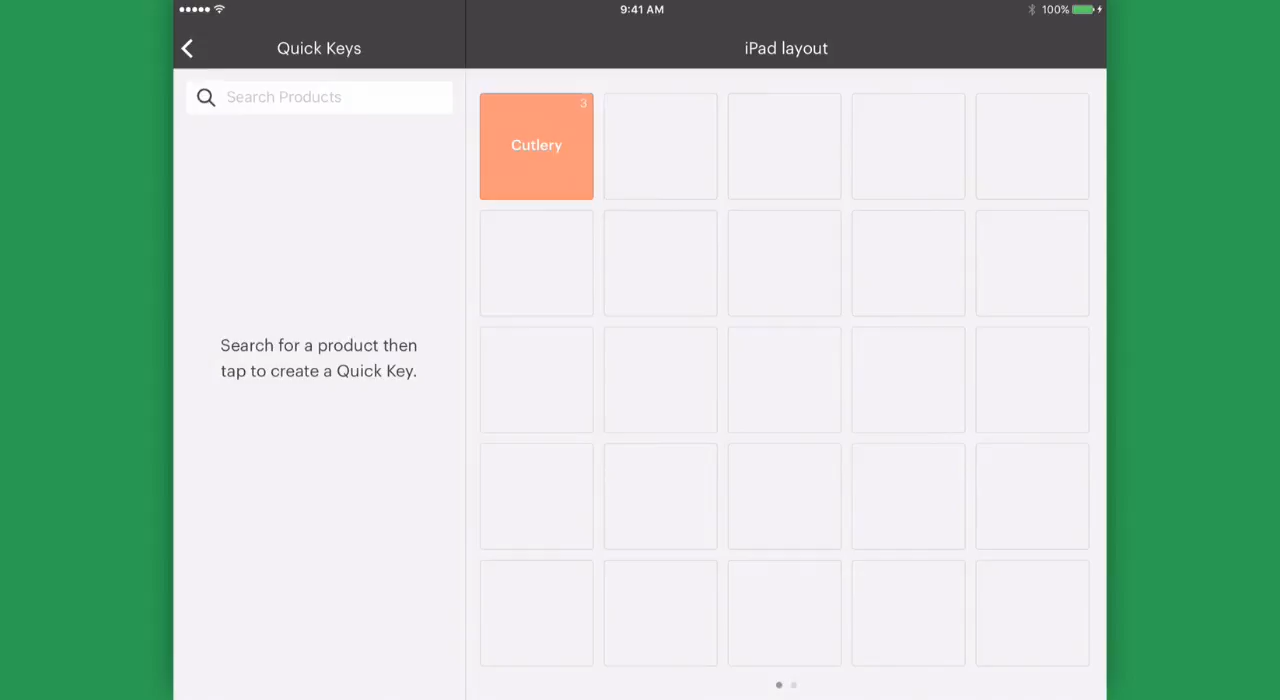 9:41 AM
100%
Quick Keys
iPad layout
Search Products
3
Cutlery
Search for a product then
tap to create a Quick Key.